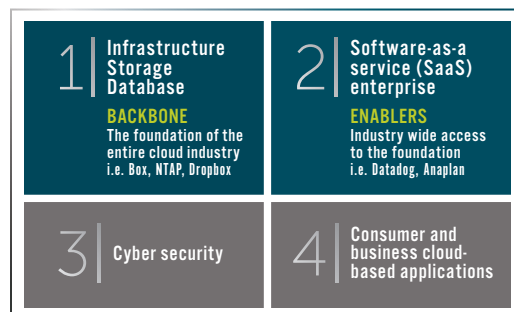 1
Infrastructure
Storage
Database
BACKBONE
The foundation of the
entire cloud industry
i.e. Box, NTAP, Dropbox
2
Software-as-a
service (SaaS)
enterprise
ENABLERS
Industry wide access
to the foundation
i.e. Datadog, Anaplan
3
Cyber security
4
Consumer and
business cloud-
based applications